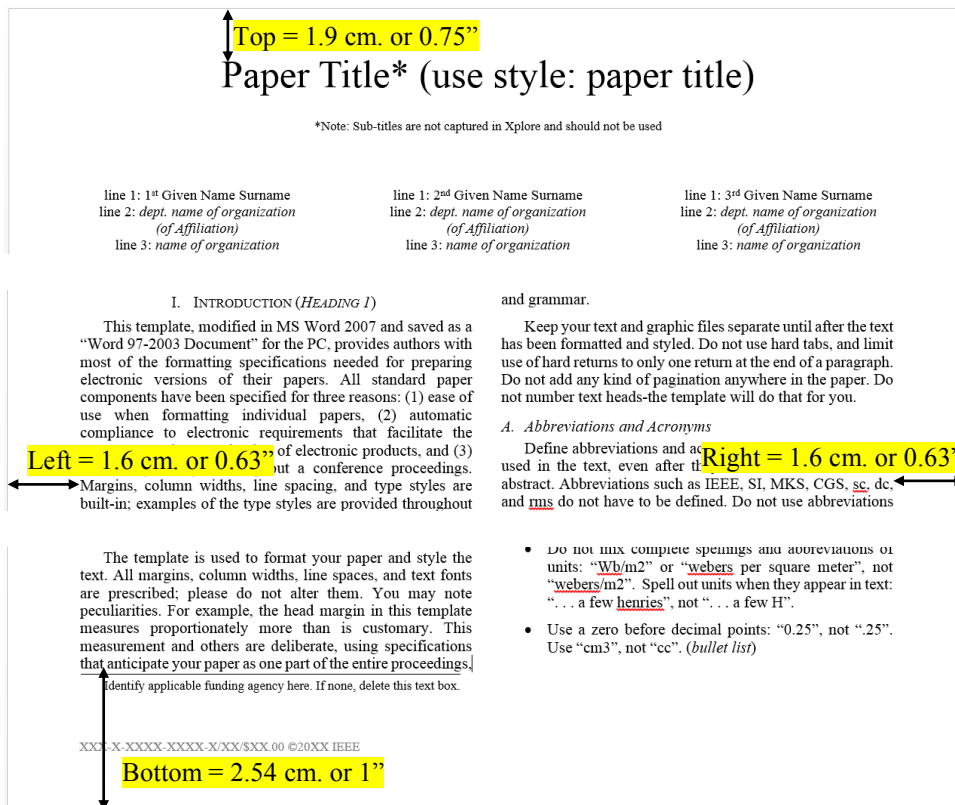 Top = 1.9 cm. or 0.75”
Paper Title* (use style: paper title)
*Note: Sub-titles are not captured in Xplore and should not be used
line 1: 1st Given Name Surname
line 2: dept. name of organization
(of Affiliation)
line 3: name of organization
line 1: 2nd Given Name Surname
line 2: dept. name of organization
(of Affiliation)
line 3: name of organization
line 1: 3rd Given Name Surname
line 2: dept. name of organization
(of Affiliation)
line 3: name of organization
I. INTRODUCTION (HEADING 1)
This template, modified in MS Word 2007 and saved as a
“Word 97-2003 Document” for the PC, provides authors with
most of the formatting specifications needed for preparing
electronic versions of their papers. All standard paper
components have been specified for three reasons: (1) ease of
use when formatting individual papers, (2) automatic
compliance to electronic requirements that facilitate the
of electronic products, and (3)
Left = 1.6 cm. or 0.63”
a conference proceedings.
Margins, column widths, line spacing, and type styles are
built-in; examples of the type styles are provided throughout
and grammar.
Keep your text and graphic files separate until after the text
has been formatted and styled. Do not use hard tabs, and limit
use of hard returns to only one return at the end of a paragraph.
Do not add any kind of pagination anywhere in the paper. Do
not number text heads-the template will do that for you.
A. Abbreviations and Acronyms
Define abbreviations and
Right = 1.6 cm. or 0.63”
used in the text, even after
abstract. Abbreviations such as IEEE, SI, MKS, CGS, sc, dc,
and rms do not have to be defined. Do not use abbreviations
The template is used to format your paper and style the
text. All margins, column widths, line spaces, and text fonts
are prescribed; please do not alter them. You may note
peculiarities. For example, the head margin in this template
measures proportionately more than is customary. This
measurement and others are deliberate, using specifications
that anticipate your paper as one part of the entire proceedings,
Identify applicable funding agency here. If none, delete this text box.
XXX-X-XXXX-XXXX-X/XX/$XX.00 ©20XX IEEE
Bottom = 2.54 cm. or 1”
• Do not mix complete spellings and abbreviations of
units: “Wb/m2” or “webers per square meter”, not
“webers/m2”. Spell out units when they appear in text:
“. . . a few henries”, not “. . . a few H”.
• Use a zero before decimal points: “0.25”, not “.25”.
Use “cm3”, not “cc”. (bullet list)